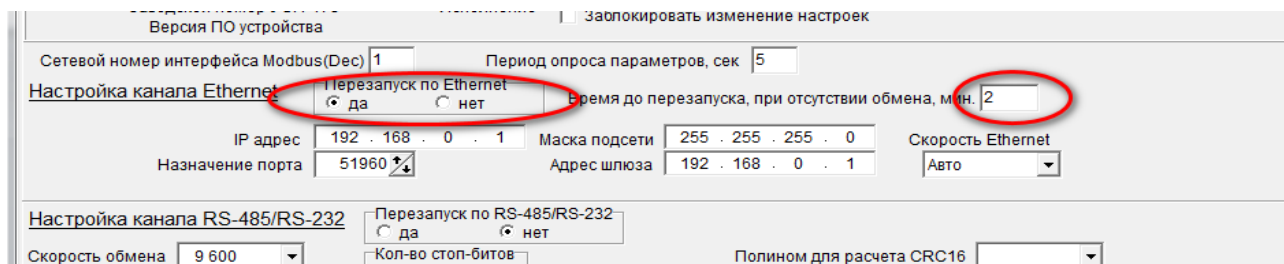 Заблокировать изменение настроек
Версия ПО устройства
Сетевой номер интерфейса Modbus(Dec) 1 Период опроса параметров, сек 5
Настройка канала Ethernet Перезапуск по Ethernet
да нет Время до перезапуска, при отсутствии обмена, мин. 2
IP адрес 192 . 168 . 0 . 1 Маска подсети 255 . 255 . 255 . 0 Скорость Ethernet
Назначение порта 51960 Адрес шлюза 192 . 168 . 0 . 1 Авто
Настройка канала RS-485/RS-232 Перезапуск по RS-485/RS-232
да нет
Скорость обмена 9 600 Кол-во стоп-битов Полином для расчета CRC16